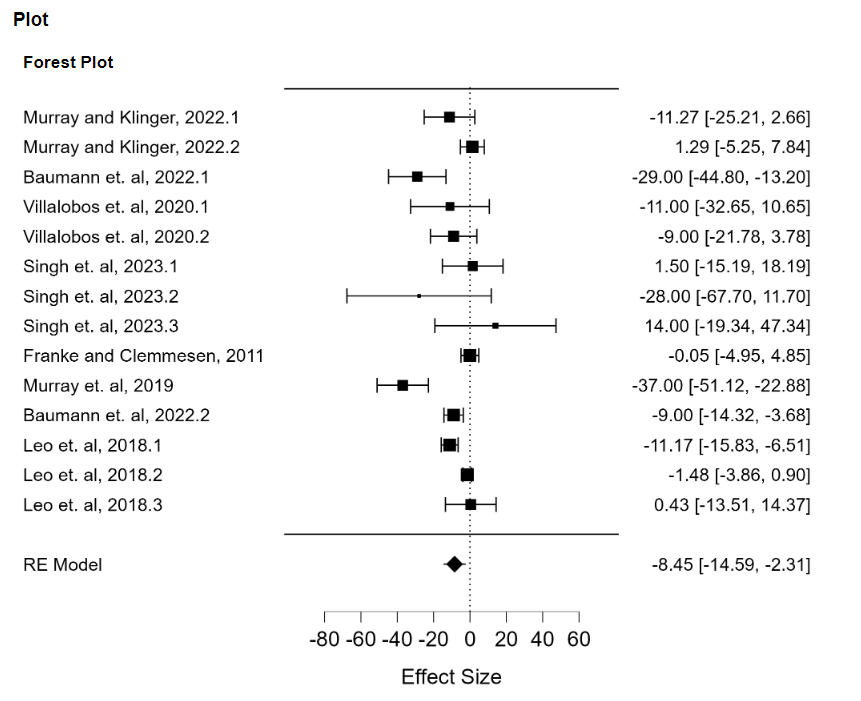 Plot
Forest Plot
Murray and Klinger, 2022.1 -11.27 [-25.21, 2.66]
Murray and Klinger, 2022.2 1.29 [-5.25, 7.84]
Baumann et. al, 2022.1 -29.00 [-44.80, -13.20]
Villalobos et. al, 2020.1 -11.00 [-32.65, 10.65]
Villalobos et. al, 2020.2 -9.00 [-21.78, 3.78]
Singh et. al, 2023.1 1.50 [-15.19, 18.19]
Singh et. al, 2023.2 -28.00 [-67.70, 11.70]
Singh et. al, 2023.3 14.00 [-19.34, 47.34]
Franke and Clemmesen, 2011 -0.05 [-4.95, 4.85]
Murray et. al, 2019 -37.00 [-51.12, -22.88]
Baumann et. al, 2022.2 -9.00 [-14.32, -3.68]
Leo et. al, 2018.1 -11.17 [-15.83, -6.51]
Leo et. al, 2018.2 -1.48 [-3.86, 0.90]
Leo et. al, 2018.3 0.43 [-13.51, 14.37]
RE Model -8.45 [-14.59, -2.31]
-80 -60 -40 -20 0 20 40 60
Effect Size